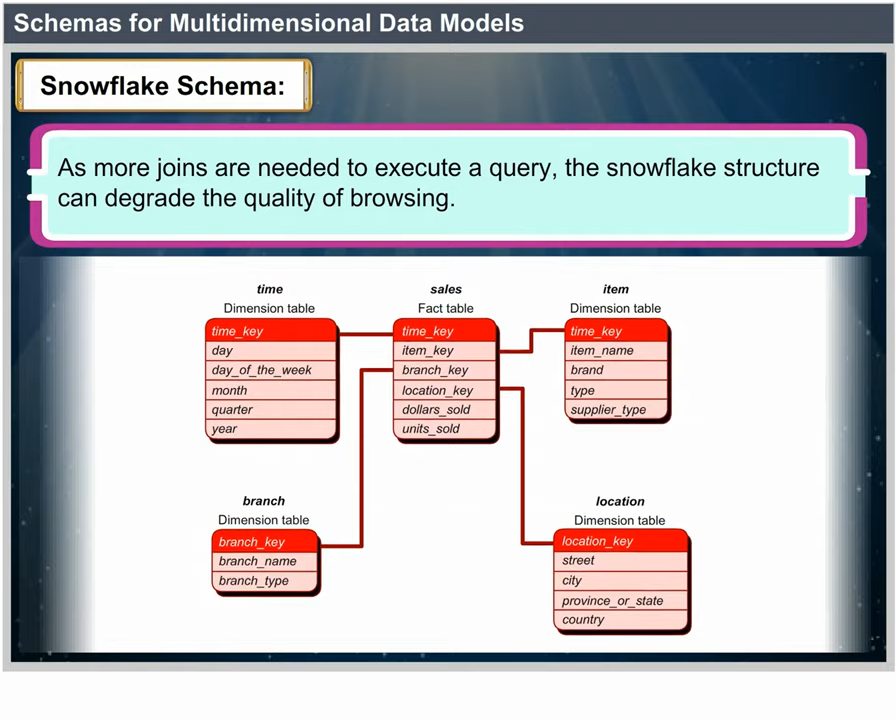 Schemas for Multidimensional Data Models
Snowflake Schema:
As more joins are needed to execute a query, the snowflake structure
can degrade the quality of browsing.
time
Dimension table
time_key
day
day_of_the_week
month
quarter
year
sales
Fact table
time_key
item_key
branch_key
location_key
dollars_sold
units_sold
item
Dimension table
time_key
item_name
brand
type
supplier_type
branch
Dimension table
branch_key
branch_name
branch_type
location
Dimension table
location_key
street
city
province_or_state
country